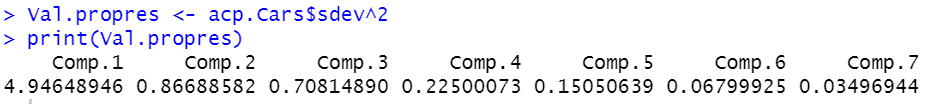 > Val.propres <- acp.Cars$sdev^2
> print(Val.propres)
Comp.1 Comp.2 Comp.3 Comp.4 Comp.5 Comp.6 Comp.7
4.94648946 0.86688582 0.70814890 0.22500073 0.15050639 0.06799925 0.03496944